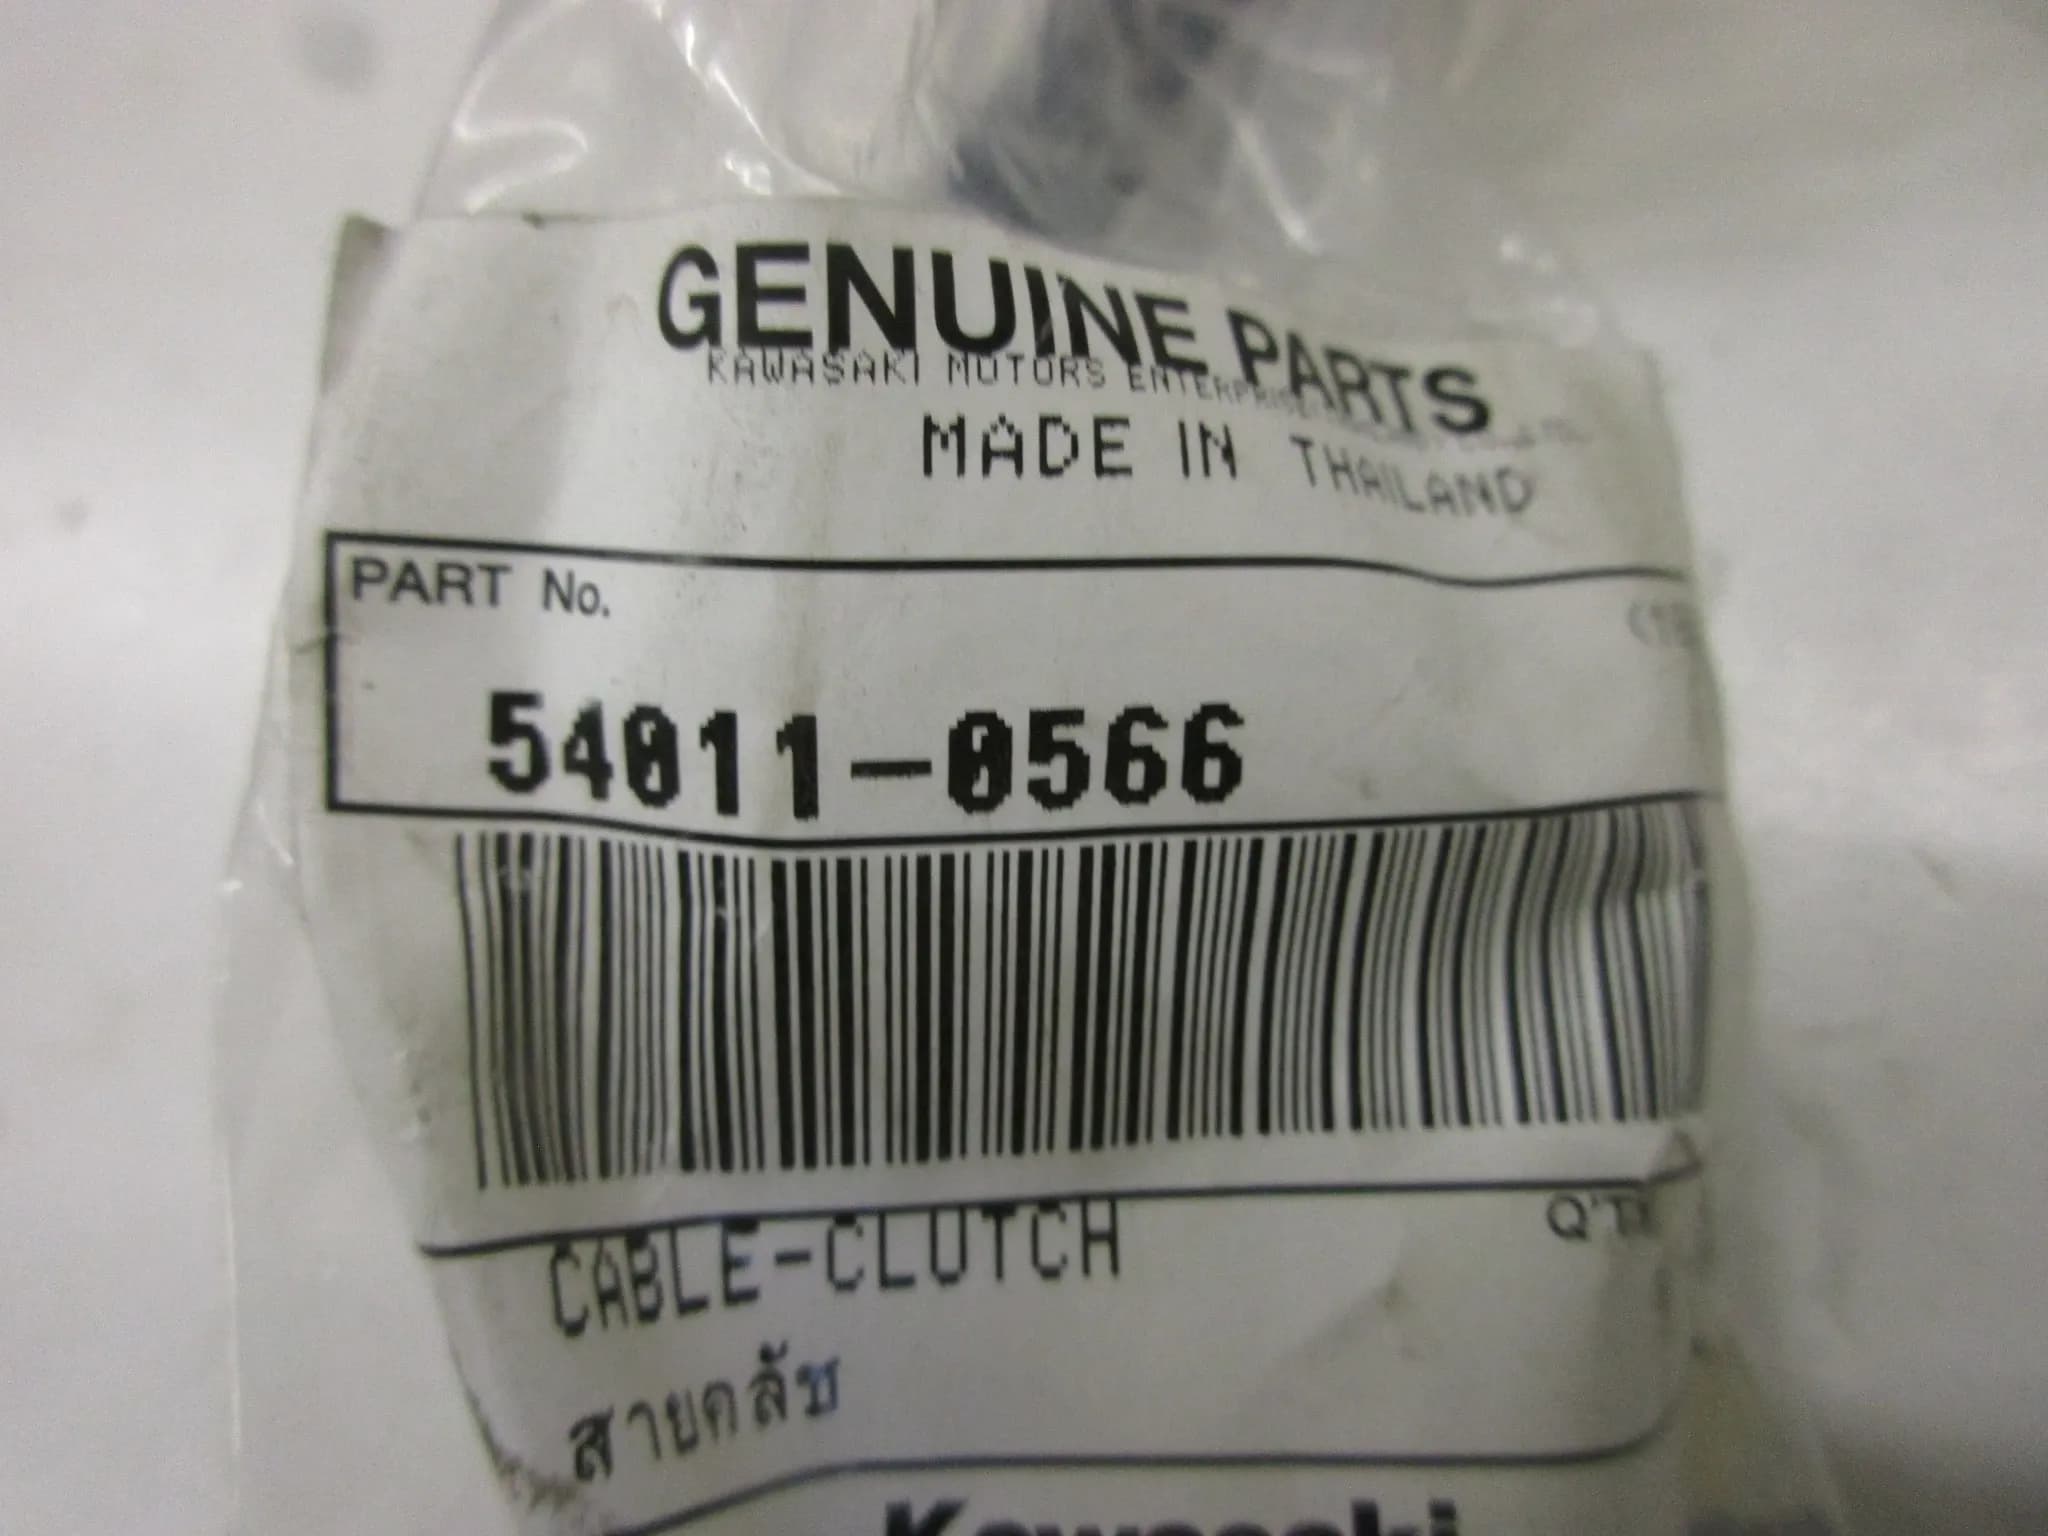 GENUINE PARTS
KAWASAKI MOTORS
MADE IN THAILAND
PART No.
54011-0566
CABLE-CLUTCH
Q'TY
สายคลัช
Kawasaki